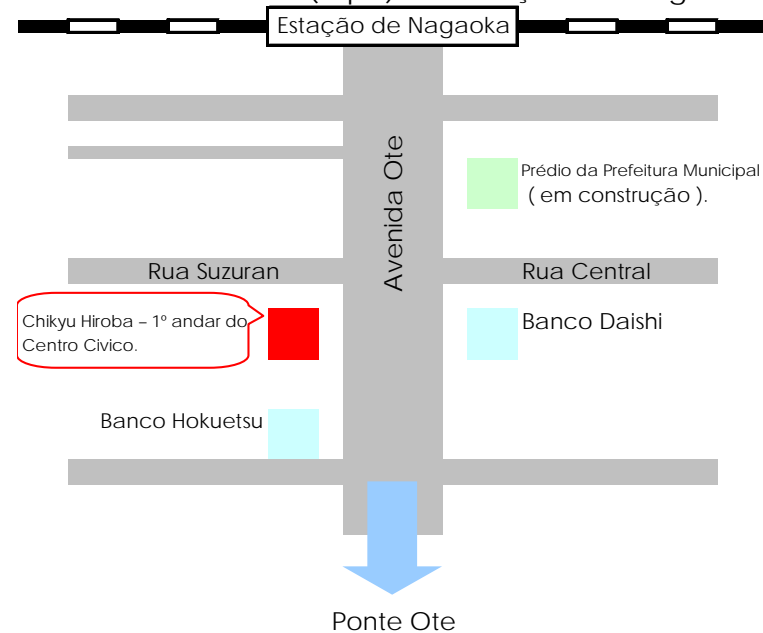 Estação de Nagaoka
Avenida Ote
Prédio da Prefeitura Municipal
( em construção ).
Rua Suzuran
Rua Central
Chikyu Hiroba – 1º andar do
Centro Civico.
Banco Daishi
Banco Hokuetsu
Ponte Ote